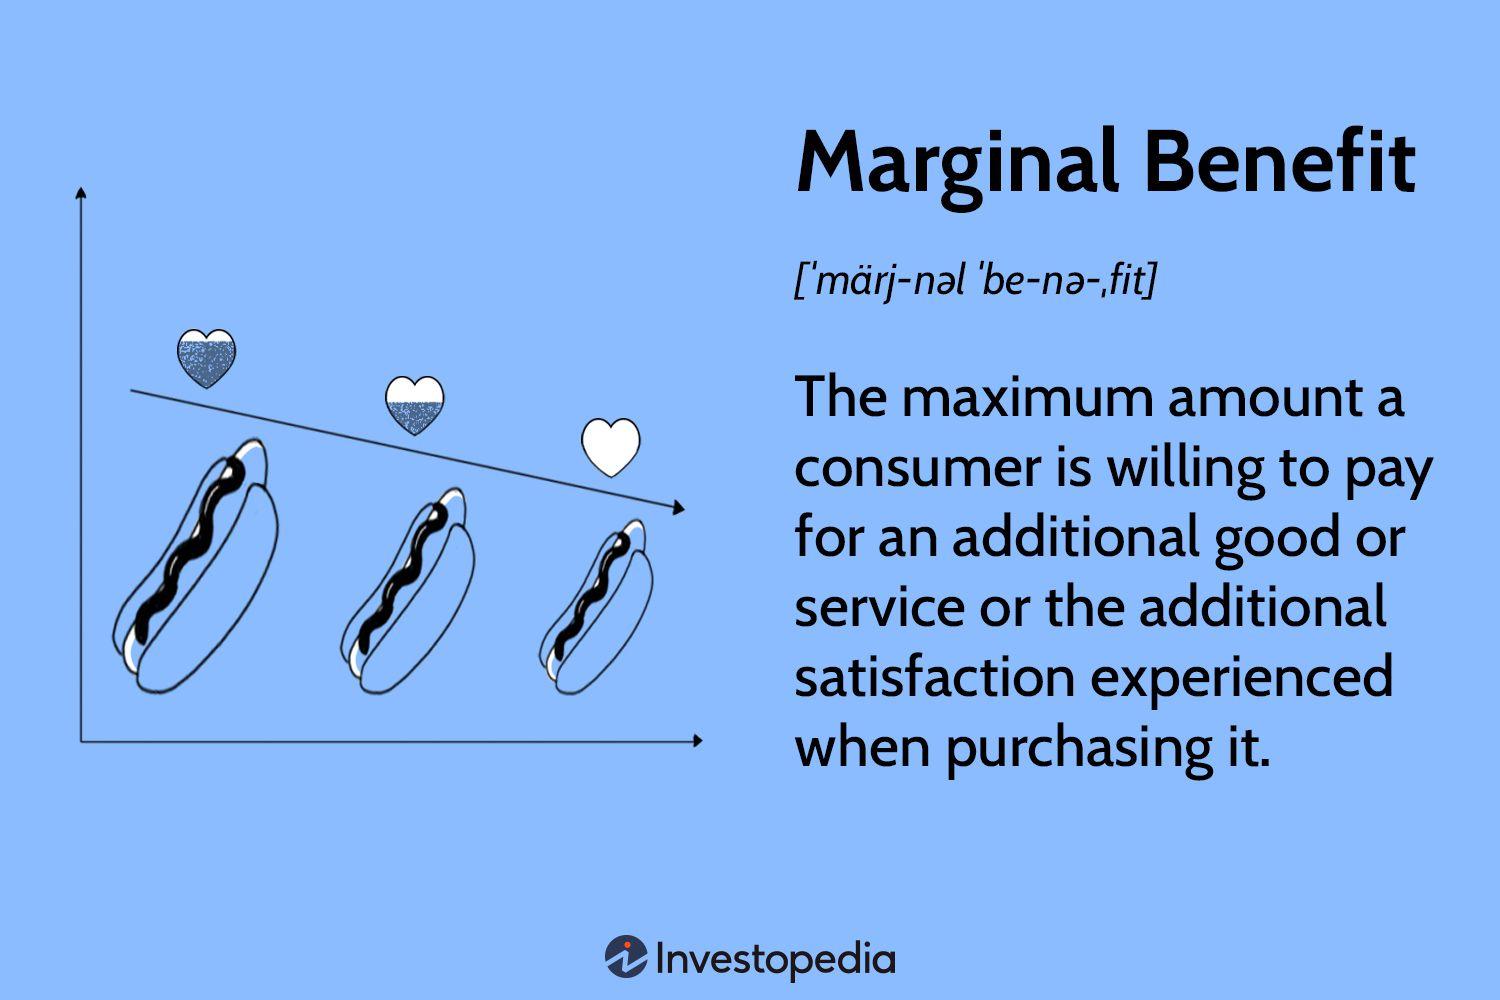 Marginal Benefit
[ˈmärj-nəl ˈbe-nə-ˌfit]
The maximum amount a
consumer is willing to pay
for an additional good or
service or the additional
satisfaction experienced
when purchasing it.
Investopedia